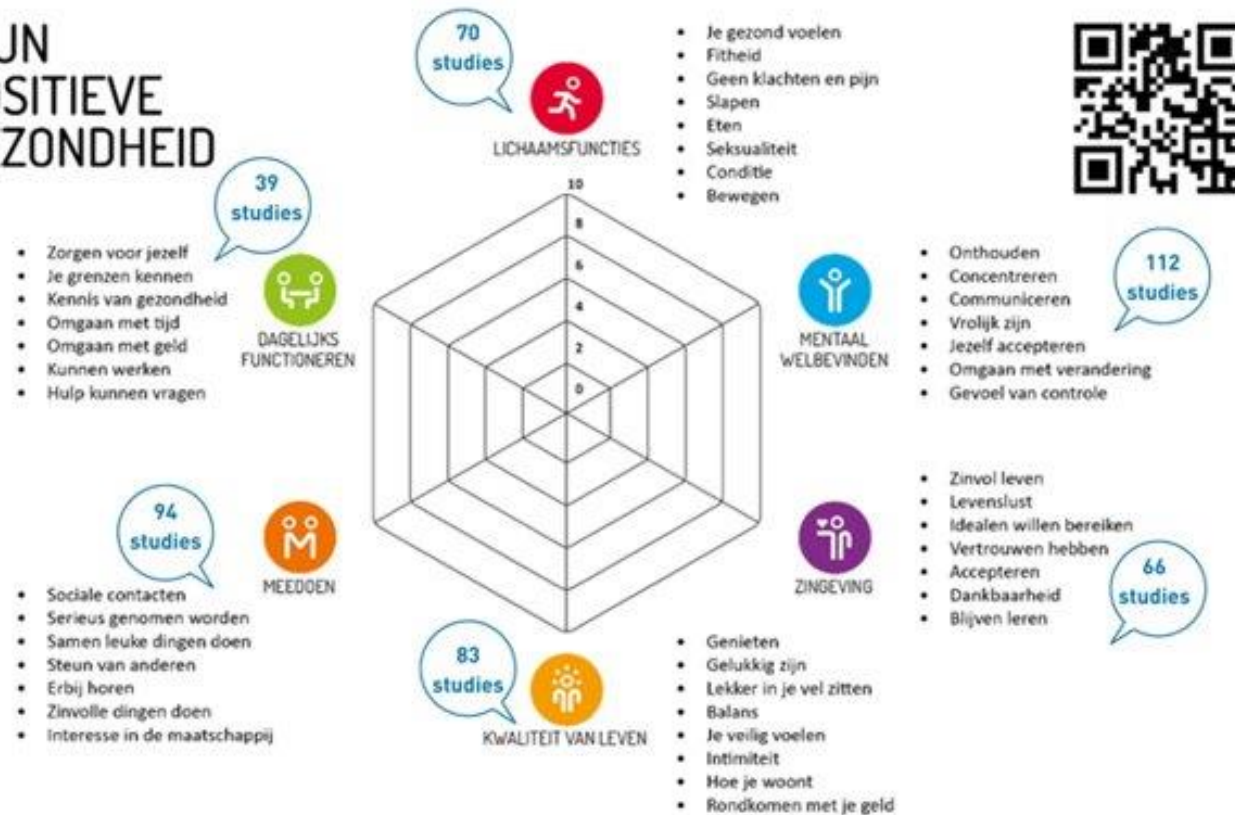 JN
SITIEVE
ZONDHEID
70
studies
LICHAAMSFUNCTIES
• Je gezond voelen
• Fitheid
• Geen klachten en pijn
• Slapen
• Eten
• Seksualiteit
• Conditie
• Bewegen
39
studies
• Zorgen voor jezelf
• Je grenzen kennen
• Kennis van gezondheid
• Omgaan met tijd
• Omgaan met geld
• Kunnen werken
• Hulp kunnen vragen
DAGELIJKS
FUNCTIONEREN
10
8
6
4
2
0
MENTAAL
WELBEVINDEN
• Onthouden
• Concentreren
• Communiceren
• Vrolijk zijn
• Jezelf accepteren
• Omgaan met verandering
• Gevoel van controle
112
studies
94
studies
MEEDOEN
• Sociale contacten
• Serieus genomen worden
• Samen leuke dingen doen
• Steun van anderen
• Erbij horen
• Zinvolle dingen doen
• Interesse in de maatschappij
ZINGEVING
• Zinvol leven
• Levenslust
• Idealen willen bereiken
• Vertrouwen hebben
• Accepteren
• Dankbaarheid
• Blijven leren
66
studies
83
studies
KWALITEIT VAN LEVEN
• Genieten
• Gelukkig zijn
• Lekker in je vel zitten
• Balans
• Je veilig voelen
• Intimiteit
• Hoe je woont
• Rondkomen met je geld